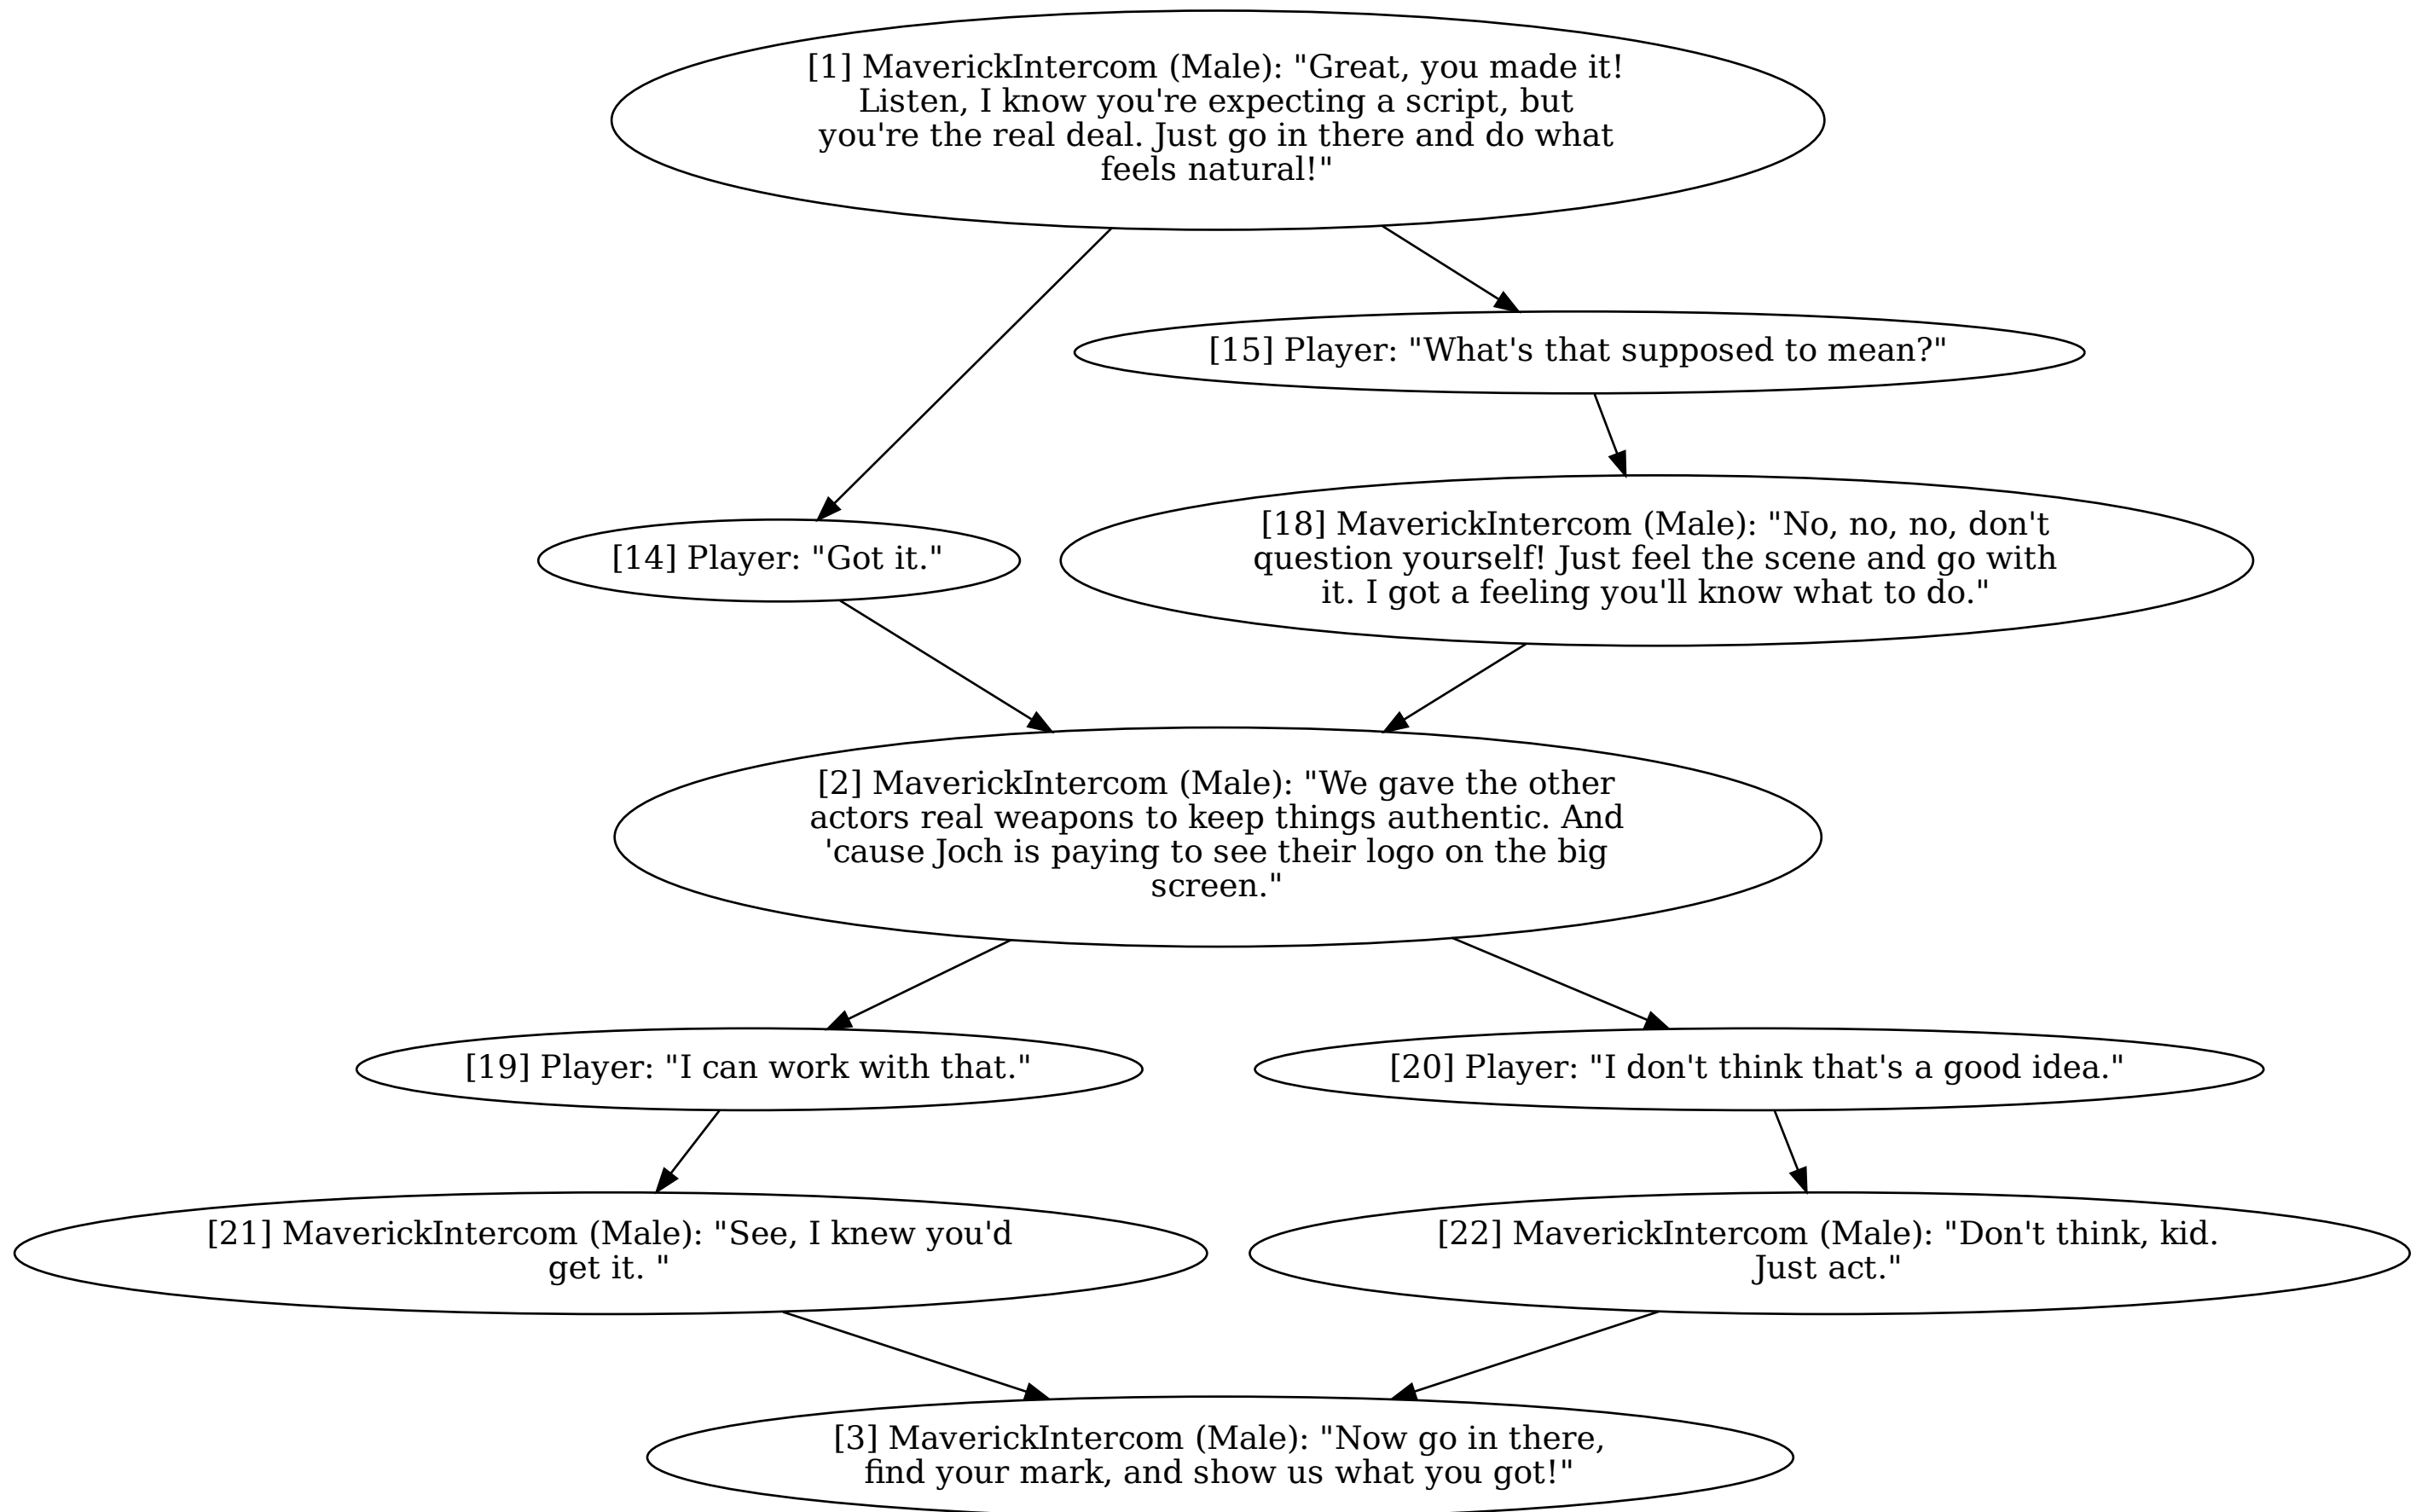 [1] MaverickIntercom (Male): "Great, you made it!
Listen, I know you're expecting a script, but
you're the real deal. Just go in there and do what
feels natural!"
[15] Player: "What's that supposed to mean?"
[14] Player: "Got it."
[18] MaverickIntercom (Male): "No, no, no, don't
question yourself! Just feel the scene and go with
it. I got a feeling you'll know what to do."
[2] MaverickIntercom (Male): "We gave the other
actors real weapons to keep things authentic. And
'cause Joch is paying to see their logo on the big
screen."
[19] Player: "I can work with that."
[20] Player: "I don't think that's a good idea."
[21] MaverickIntercom (Male): "See, I knew you'd
get it. "
[22] MaverickIntercom (Male): "Don't think, kid.
Just act."
[3] MaverickIntercom (Male): "Now go in there,
find your mark, and show us what you got!"